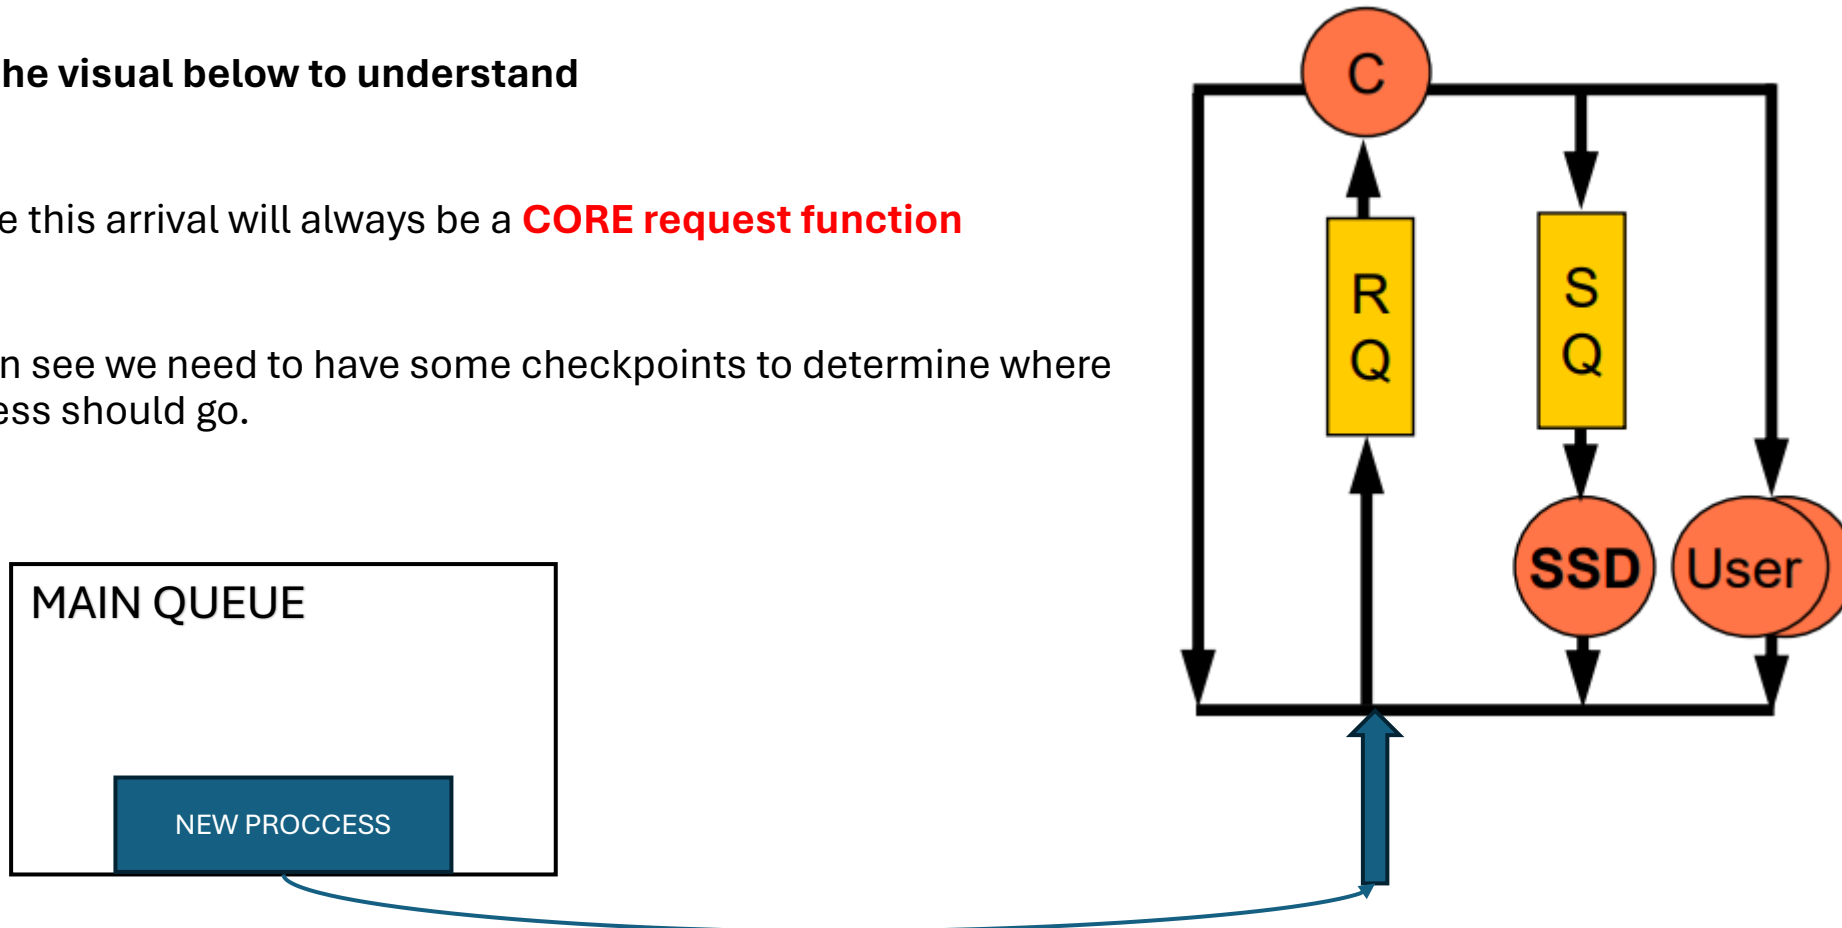 he visual below to understand
e this arrival will always be a CORE request function
n see we need to have some checkpoints to determine where
ess should go.
MAIN QUEUE
NEW PROCCESS
C
R
Q
S
Q
SSD
User